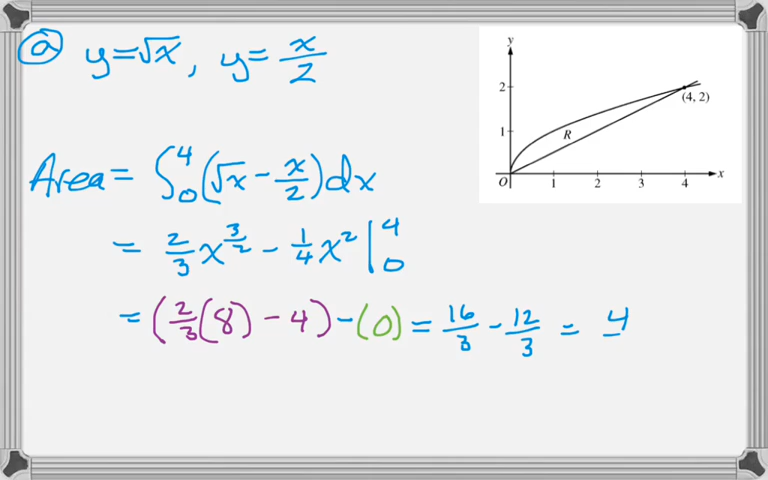 ⓐ y=√x, y= x/2
Area= ∫₀⁴(√x - x/2)dx
= 2/3 x^(3/2) - 1/4 x² |₀⁴
= (2/3(8) - 4) - (0) = 16/3 - 12/3 = 4
y
2
(4, 2)
1
R
O
1
2
3
4
x